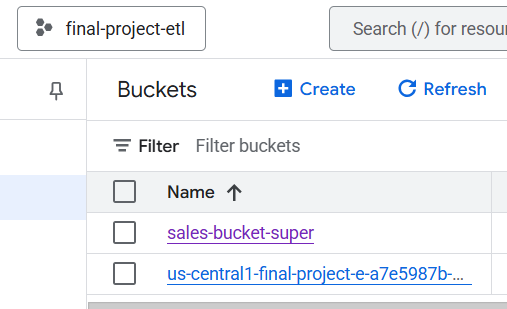 final-project-etl
Search (/) for resou
Buckets
Create
Refresh
Filter Filter buckets
Name
sales-bucket-super
us-central1-final-project-e-a7e5987b-...